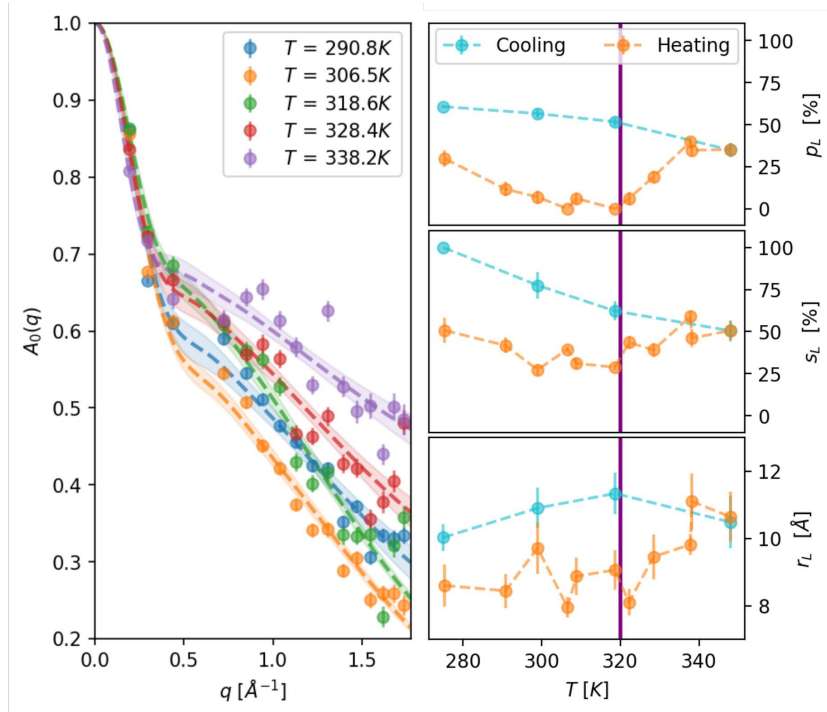 1.0
0.9
0.8
0.7
0.6
0.5
0.4
0.3
0.2
A₀(q)
0.0 0.5 1.0 1.5
q [Å⁻¹]
T = 290.8K
T = 306.5K
T = 318.6K
T = 328.4K
T = 338.2K
Cooling Heating
100
75
50
25
0
p_L [%]
100
75
50
25
0
s_L [%]
12
10
8
r_L [Å]
280 300 320 340
T [K]